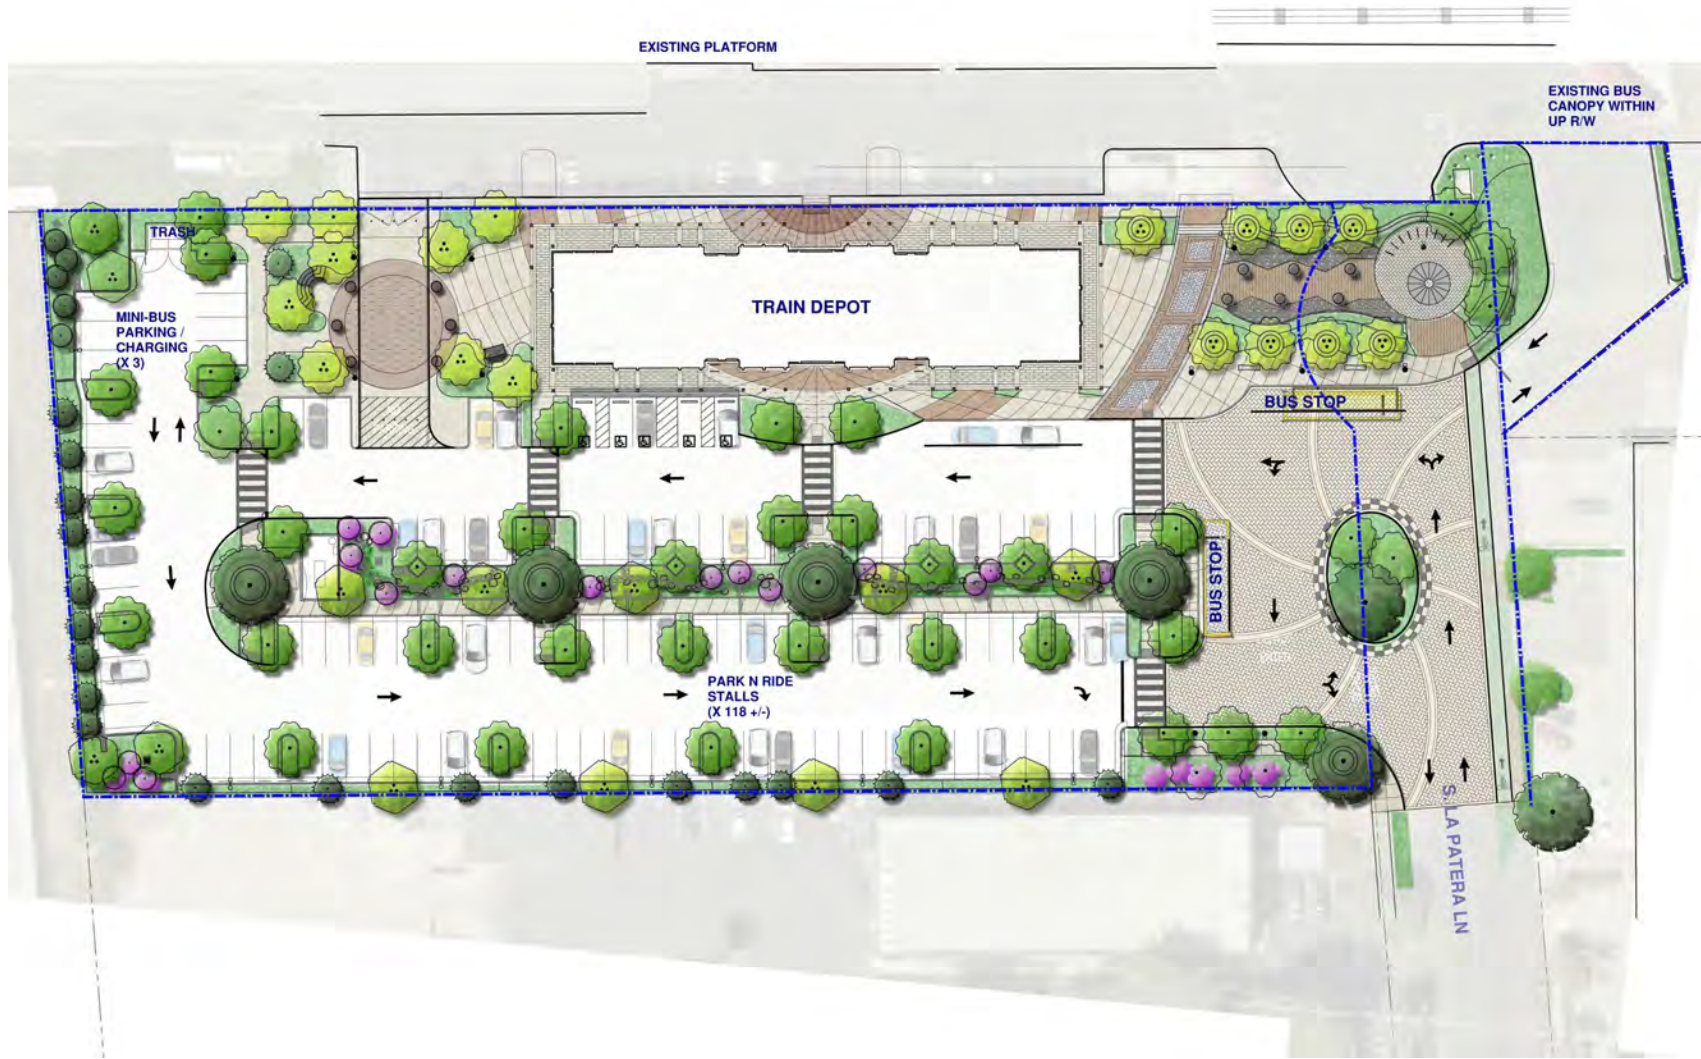 EXISTING PLATFORM
EXISTING BUS
CANOPY WITHIN
UP R/W
TRASH
MINI-BUS
PARKING /
CHARGING
(X 3)
TRAIN DEPOT
BUS STOP
BUS STOP
PARK N RIDE
STALLS
(X 118 +/-)
S. LA PATERA LN